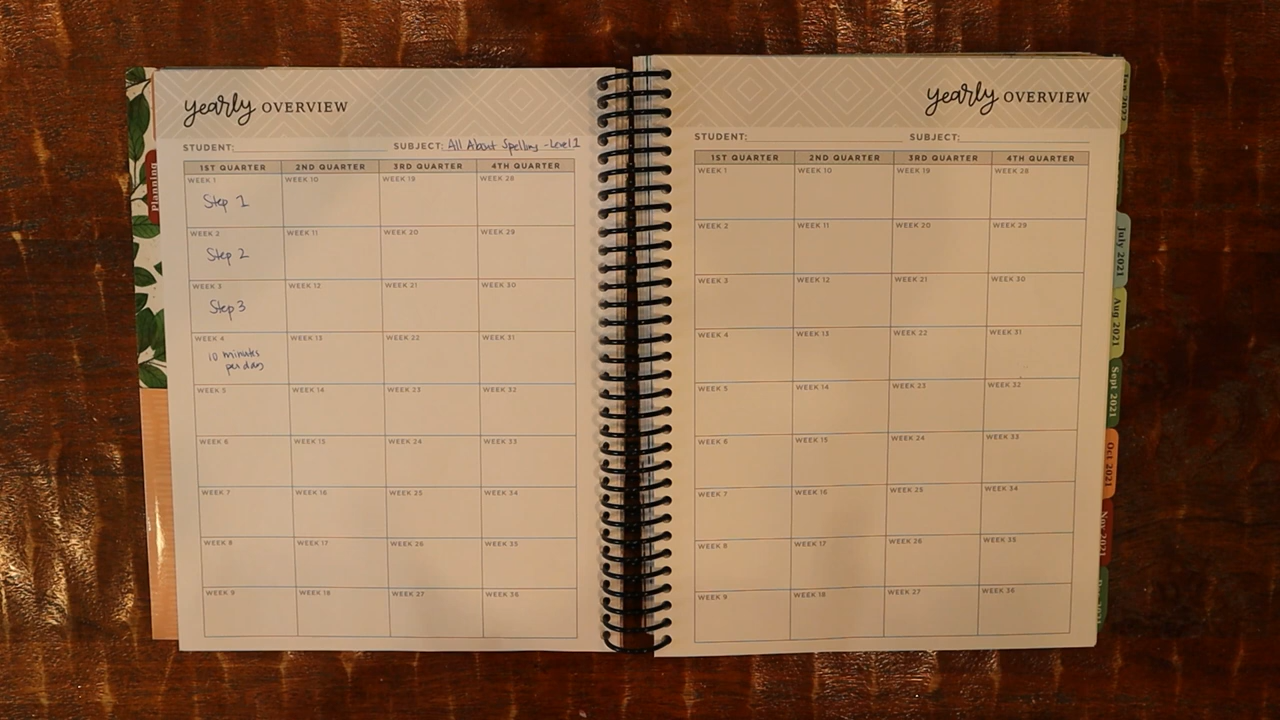 yearly OVERVIEW
STUDENT: SUBJECT: All About Spelling - Level 1
1ST QUARTER 2ND QUARTER 3RD QUARTER 4TH QUARTER
WEEK 1 WEEK 10 WEEK 19 WEEK 28
Step 1
WEEK 2 WEEK 11 WEEK 20 WEEK 29
Step 2
WEEK 3 WEEK 12 WEEK 21 WEEK 30
Step 3
WEEK 4 WEEK 13 WEEK 22 WEEK 31
10 minutes
per day
WEEK 5 WEEK 14 WEEK 23 WEEK 32
WEEK 6 WEEK 15 WEEK 24 WEEK 33
WEEK 7 WEEK 16 WEEK 25 WEEK 34
WEEK 8 WEEK 17 WEEK 26 WEEK 35
WEEK 9 WEEK 18 WEEK 27 WEEK 36
Planning
yearly OVERVIEW
STUDENT: SUBJECT:
1ST QUARTER 2ND QUARTER 3RD QUARTER 4TH QUARTER
WEEK 1 WEEK 10 WEEK 19 WEEK 28
WEEK 2 WEEK 11 WEEK 20 WEEK 29
WEEK 3 WEEK 12 WEEK 21 WEEK 30
WEEK 4 WEEK 13 WEEK 22 WEEK 31
WEEK 5 WEEK 14 WEEK 23 WEEK 32
WEEK 6 WEEK 15 WEEK 24 WEEK 33
WEEK 7 WEEK 16 WEEK 25 WEEK 34
WEEK 8 WEEK 17 WEEK 26 WEEK 35
WEEK 9 WEEK 18 WEEK 27 WEEK 36
Jan 2022
July 2021
Aug 2021
Sept 2021
Oct 2021
Nov 2021